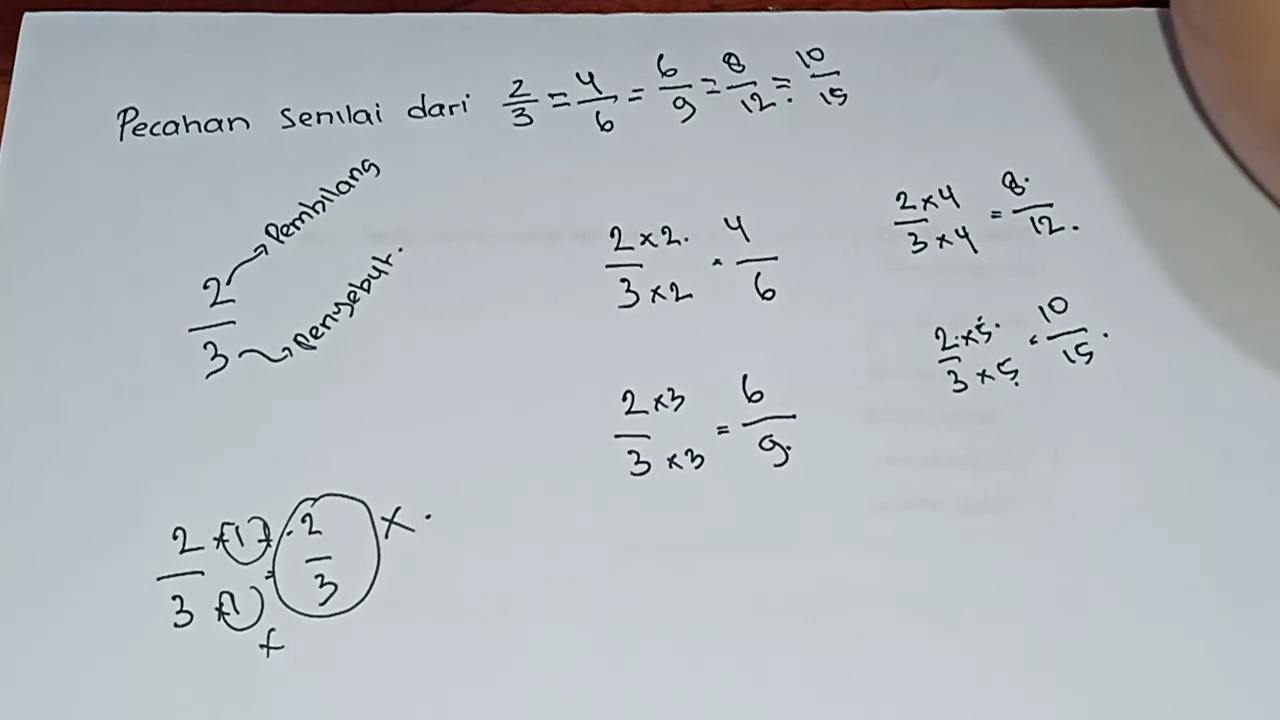 Pecahan senilai dari 2/3 = 4/6 = 6/9 = 8/12 = 10/15
2/3 → Pembilang
→ Penyebut.
2 × 2. / 3 × 2 = 4/6
2 × 3 / 3 × 3 = 6/9.
2 × 4 / 3 × 4 = 8./12.
2 × 5. / 3 × 5 = 10/15.
2 × 1 / 3 × 1 = 2/3 ×.
×